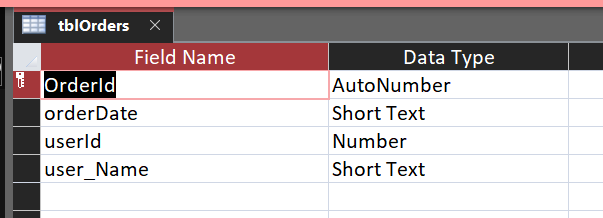 tblOrders
Field Name Data Type
OrderId AutoNumber
orderDate Short Text
userId Number
user_Name Short Text